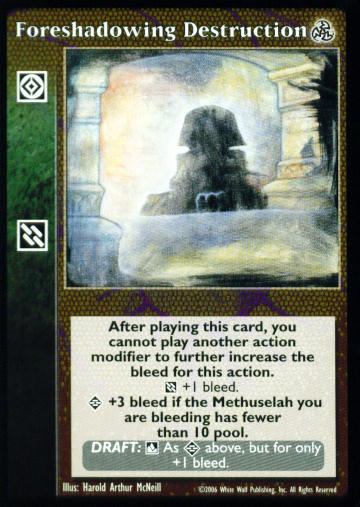 Foreshadowing Destruction
After playing this card, you
cannot play another action
modifier to further increase the
bleed for this action.
+1 bleed.
+3 bleed if the Methuselah you
are bleeding has fewer
than 10 pool.
DRAFT: As above, but for only
+1 bleed.
Illus: Harold Arthur McNeill ©2006 White Wolf Publishing, Inc. All Rights Reserved